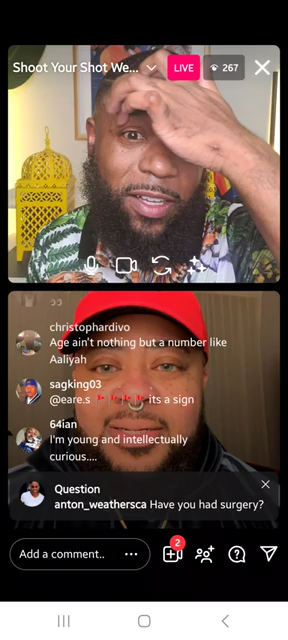 Shoot Your Shot We...
LIVE
267
christophardivo
Age ain't nothing but a number like
Aaliyah
sagking03
@eare.s 🇨🇦🇨🇦🇨🇦🇨🇦its a sign
64ian
I'm young and intellectually
curious....
Question
anton_weathersca Have you had surgery?
Add a comment..
2